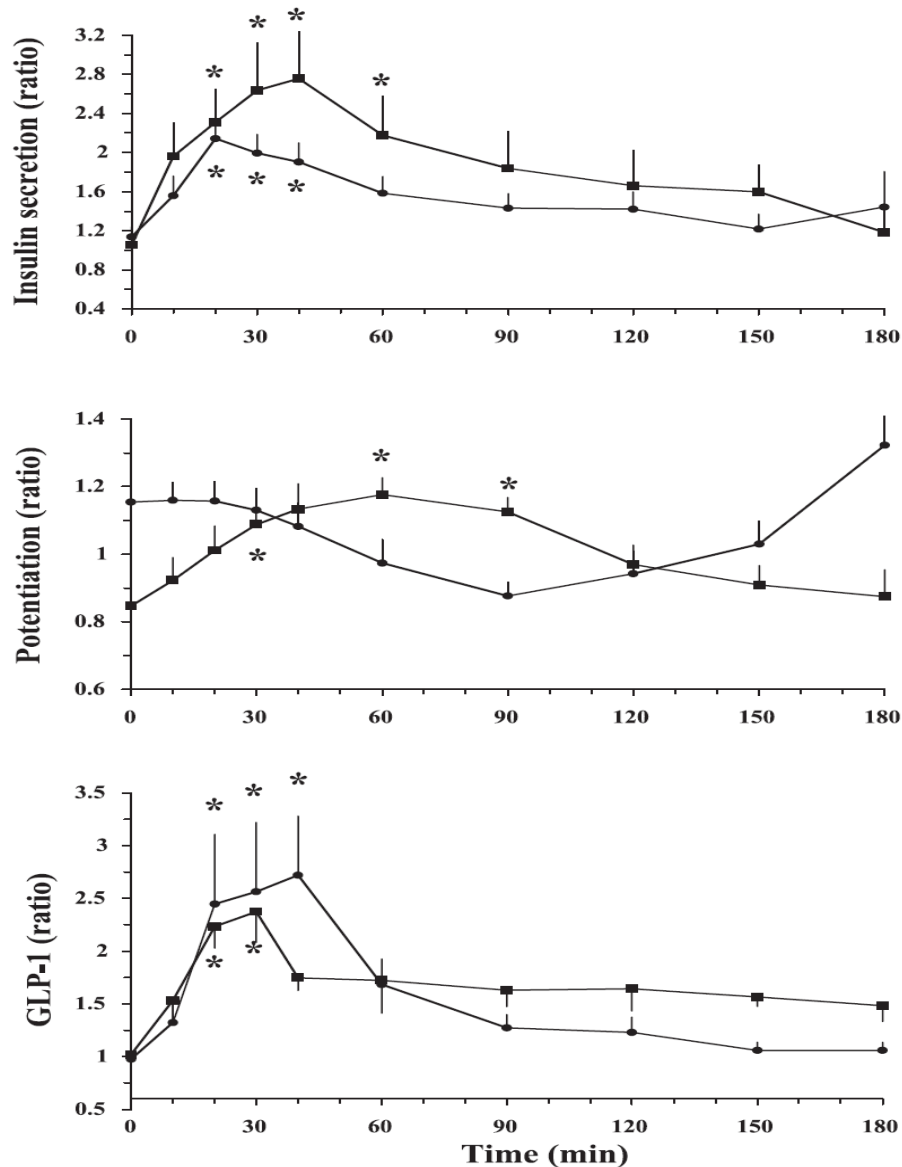 Insulin secretion (ratio)
3.2
2.8
2.4
2
1.6
1.2
0.8
0.4
* * * *
* * *
0 30 60 90 120 150 180
Potentiation (ratio)
1.4
1.2
1
0.8
0.6
* *
*
0 30 60 90 120 150 180
GLP-1 (ratio)
3.5
3
2.5
2
1.5
1
0.5
* * *
* *
0 30 60 90 120 150 180
Time (min)